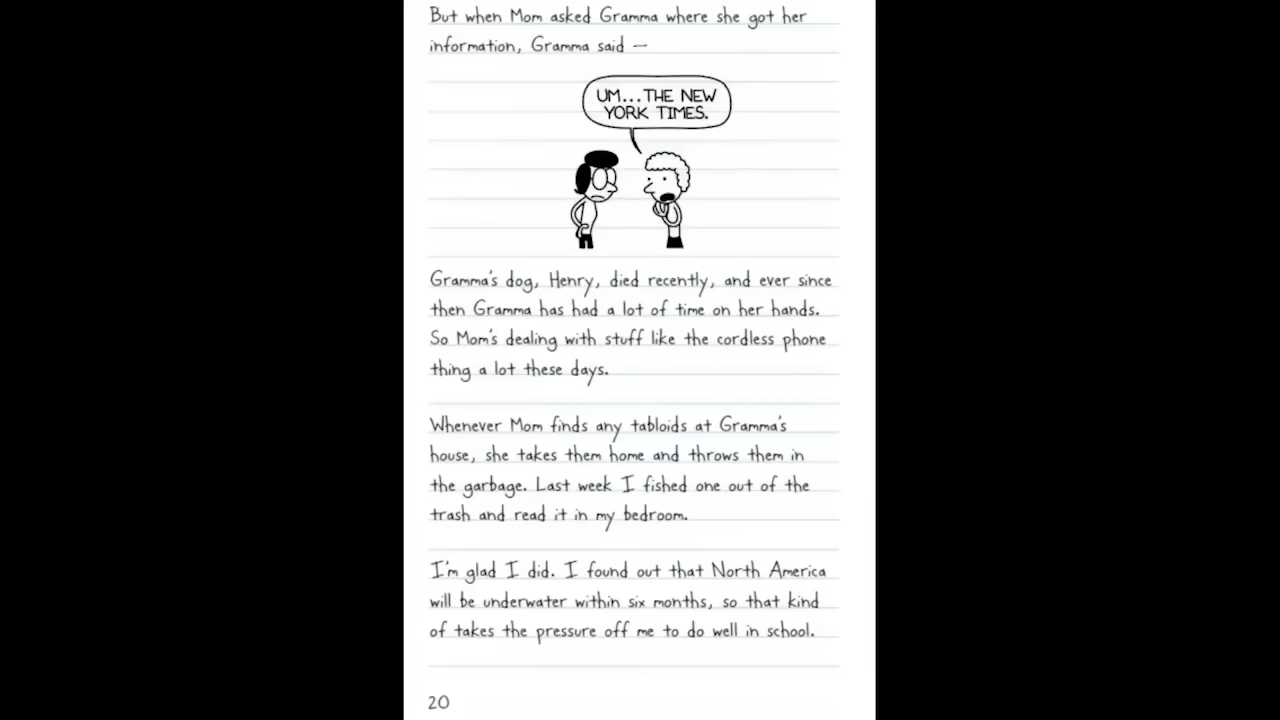 But when Mom asked Gramma where she got her
information, Gramma said —
UM...THE NEW
YORK TIMES.
Gramma's dog, Henry, died recently, and ever since
then Gramma has had a lot of time on her hands.
So Mom's dealing with stuff like the cordless phone
thing a lot these days.
Whenever Mom finds any tabloids at Gramma's
house, she takes them home and throws them in
the garbage. Last week I fished one out of the
trash and read it in my bedroom.
I'm glad I did. I found out that North America
will be underwater within six months, so that kind
of takes the pressure off me to do well in school.
20